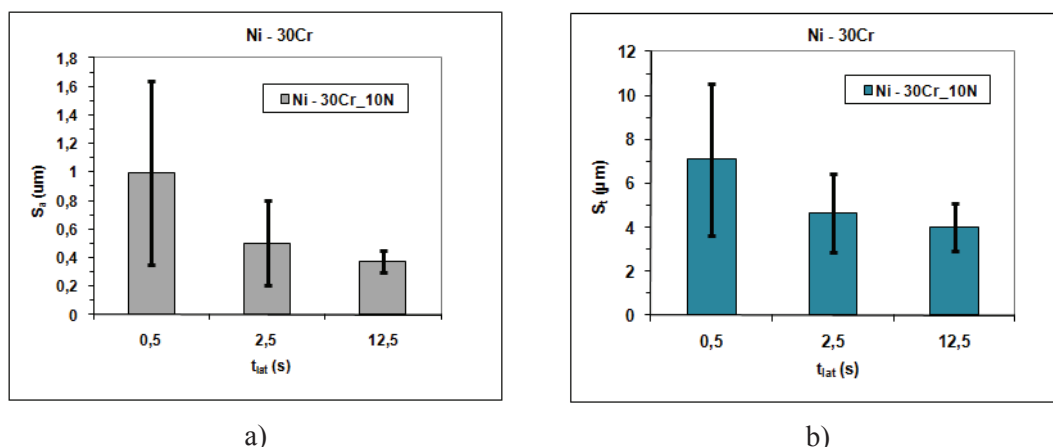 Ni - 30Cr
1,8
1,6
1,4
1,2
1
0,8
0,6
0,4
0,2
0
Sa (um)
Ni - 30Cr_10N
0,5 2,5 12,5
tlat (s)
a)
Ni - 30Cr
12
10
8
6
4
2
0
St (µm)
Ni - 30Cr_10N
0,5 2,5 12,5
tlat (s)
b)